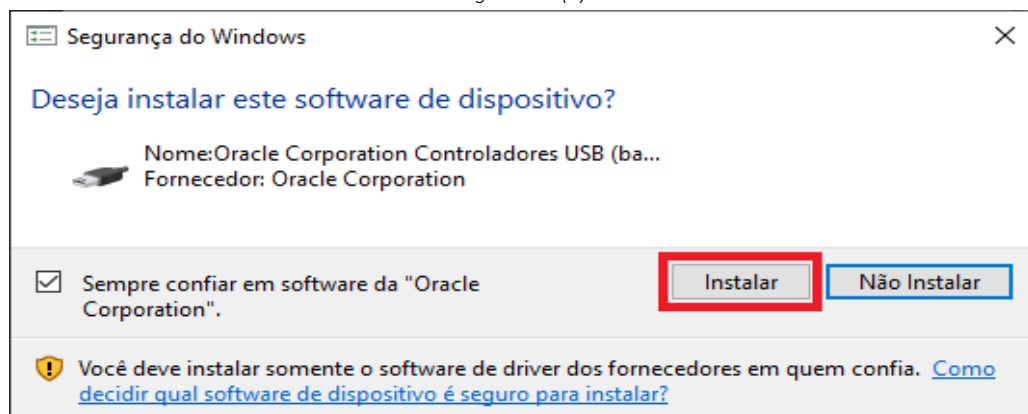 Segurança do Windows
Deseja instalar este software de dispositivo?
Nome:Oracle Corporation Controladores USB (ba...
Fornecedor: Oracle Corporation
Sempre confiar em software da "Oracle
Corporation".
Instalar
Não Instalar
Você deve instalar somente o software de driver dos fornecedores em quem confia. Como
decidir qual software de dispositivo é seguro para instalar?